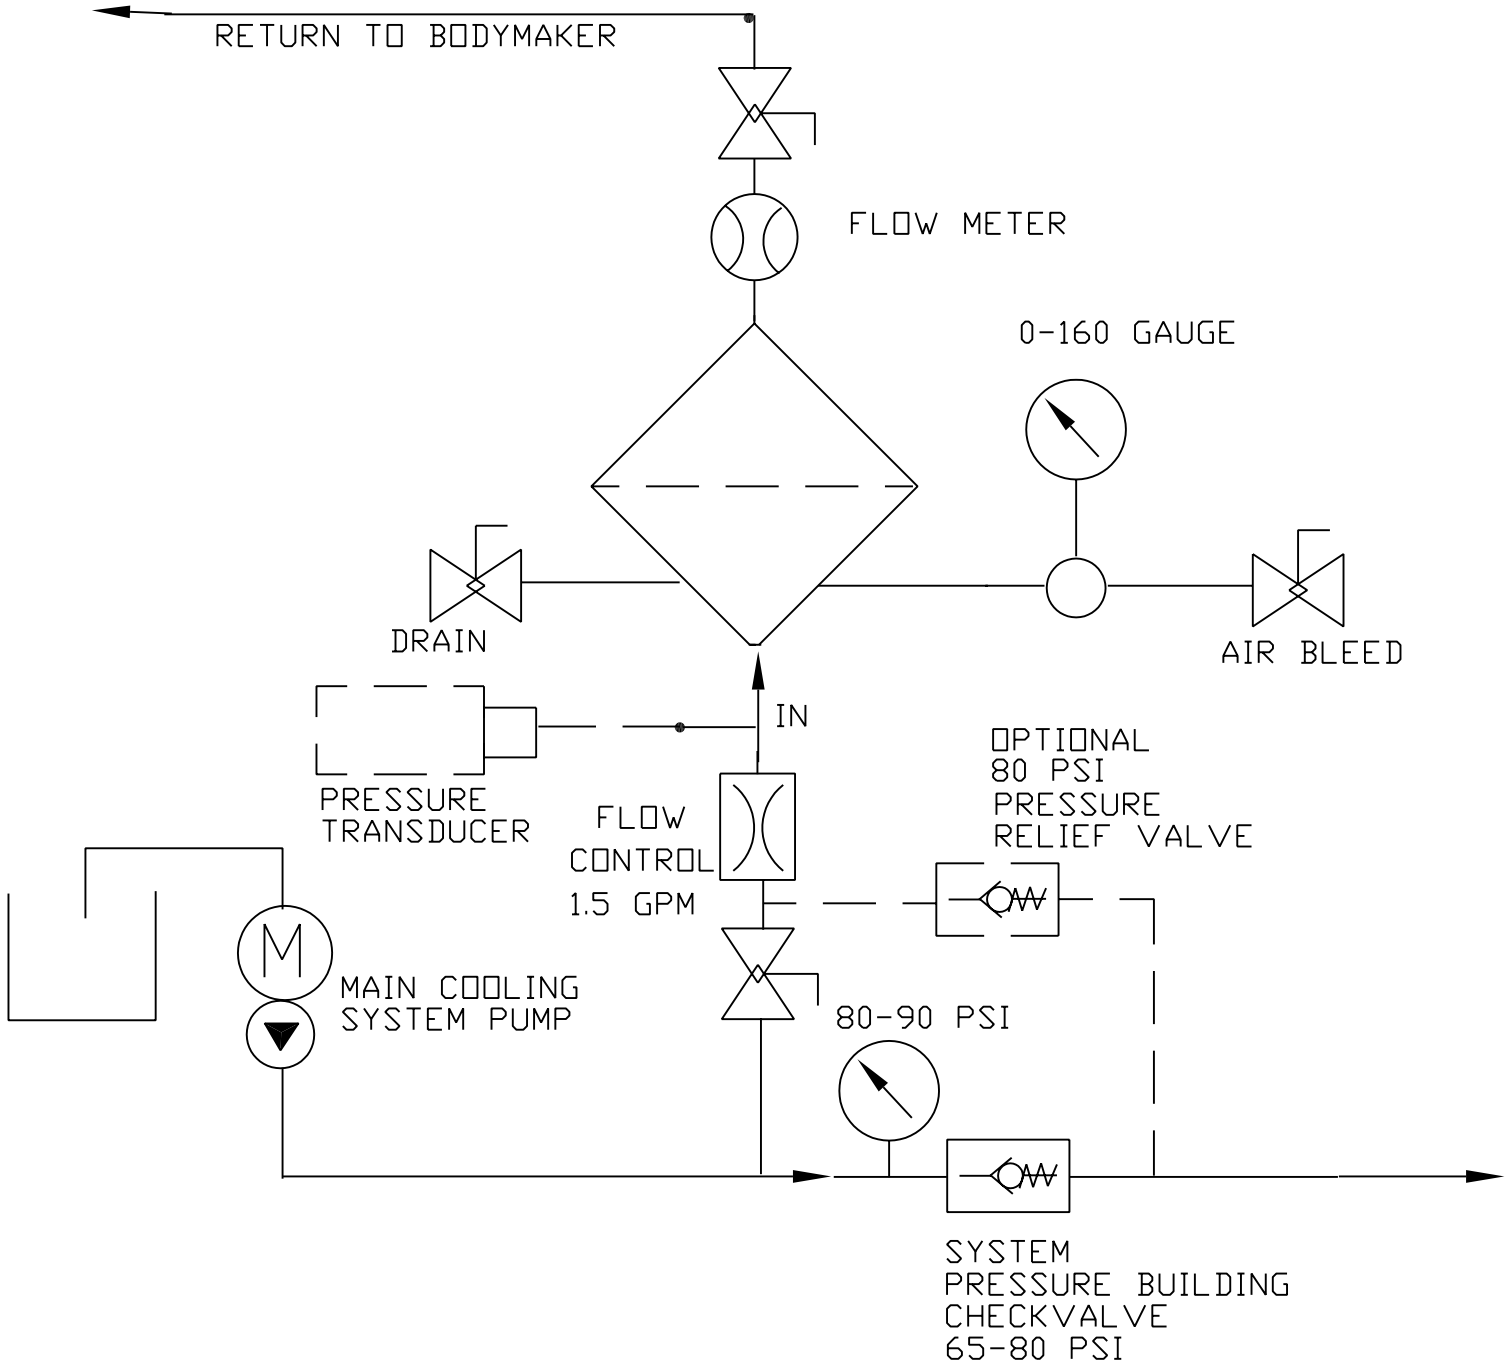 RETURN TO BODYMAKER
FLOW METER
0-160 GAUGE
DRAIN
AIR BLEED
IN
PRESSURE
TRANSDUCER
OPTIONAL
80 PSI
PRESSURE
RELIEF VALVE
FLOW
CONTROL
1.5 GPM
M
MAIN COOLING
SYSTEM PUMP
80-90 PSI
SYSTEM
PRESSURE BUILDING
CHECKVALVE
65-80 PSI